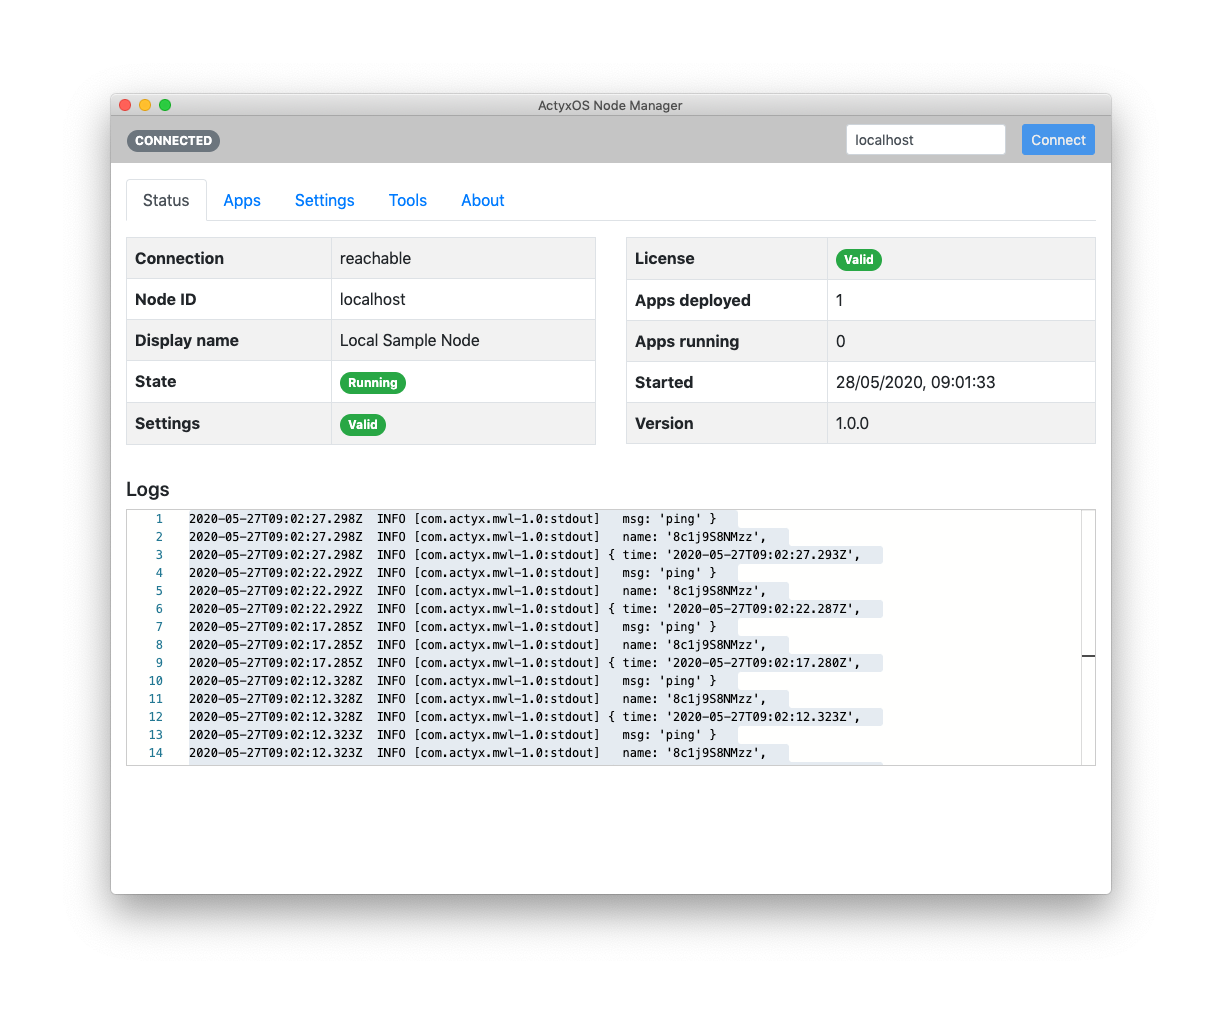 ActyxOS Node Manager
CONNECTED
localhost
Connect
Status Apps Settings Tools About
Connection reachable
Node ID localhost
Display name Local Sample Node
State Running
Settings Valid
License Valid
Apps deployed 1
Apps running 0
Started 28/05/2020, 09:01:33
Version 1.0.0
Logs
1 2020-05-27T09:02:27.298Z INFO [com.actyx.mwl-1.0:stdout] msg: 'ping' }
2 2020-05-27T09:02:27.298Z INFO [com.actyx.mwl-1.0:stdout] name: '8c1j9S8NMzz',
3 2020-05-27T09:02:27.298Z INFO [com.actyx.mwl-1.0:stdout] { time: '2020-05-27T09:02:27.293Z',
4 2020-05-27T09:02:22.292Z INFO [com.actyx.mwl-1.0:stdout] msg: 'ping' }
5 2020-05-27T09:02:22.292Z INFO [com.actyx.mwl-1.0:stdout] name: '8c1j9S8NMzz',
6 2020-05-27T09:02:22.292Z INFO [com.actyx.mwl-1.0:stdout] { time: '2020-05-27T09:02:22.287Z',
7 2020-05-27T09:02:17.285Z INFO [com.actyx.mwl-1.0:stdout] msg: 'ping' }
8 2020-05-27T09:02:17.285Z INFO [com.actyx.mwl-1.0:stdout] name: '8c1j9S8NMzz',
9 2020-05-27T09:02:17.285Z INFO [com.actyx.mwl-1.0:stdout] { time: '2020-05-27T09:02:17.280Z',
10 2020-05-27T09:02:12.328Z INFO [com.actyx.mwl-1.0:stdout] msg: 'ping' }
11 2020-05-27T09:02:12.328Z INFO [com.actyx.mwl-1.0:stdout] name: '8c1j9S8NMzz',
12 2020-05-27T09:02:12.328Z INFO [com.actyx.mwl-1.0:stdout] { time: '2020-05-27T09:02:12.323Z',
13 2020-05-27T09:02:12.323Z INFO [com.actyx.mwl-1.0:stdout] msg: 'ping' }
14 2020-05-27T09:02:12.323Z INFO [com.actyx.mwl-1.0:stdout] name: '8c1j9S8NMzz',